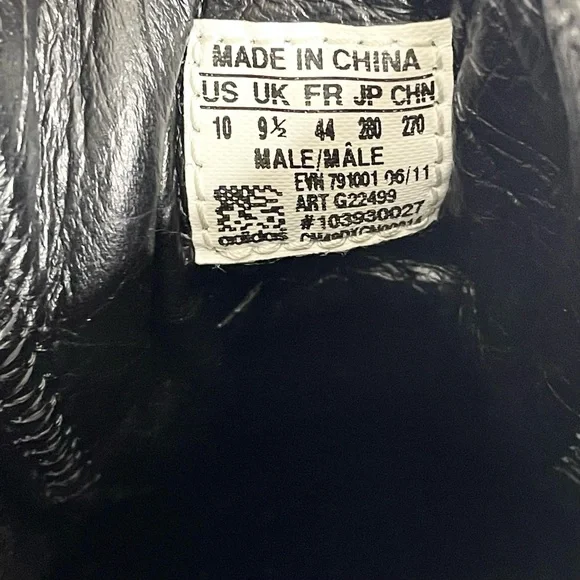 MADE IN CHINA
US UK FR JP CHN
10 9½ 44 280 270
MALE/MÂLE
EVN 791001 06/11
ART G22499
#103930027
adidas